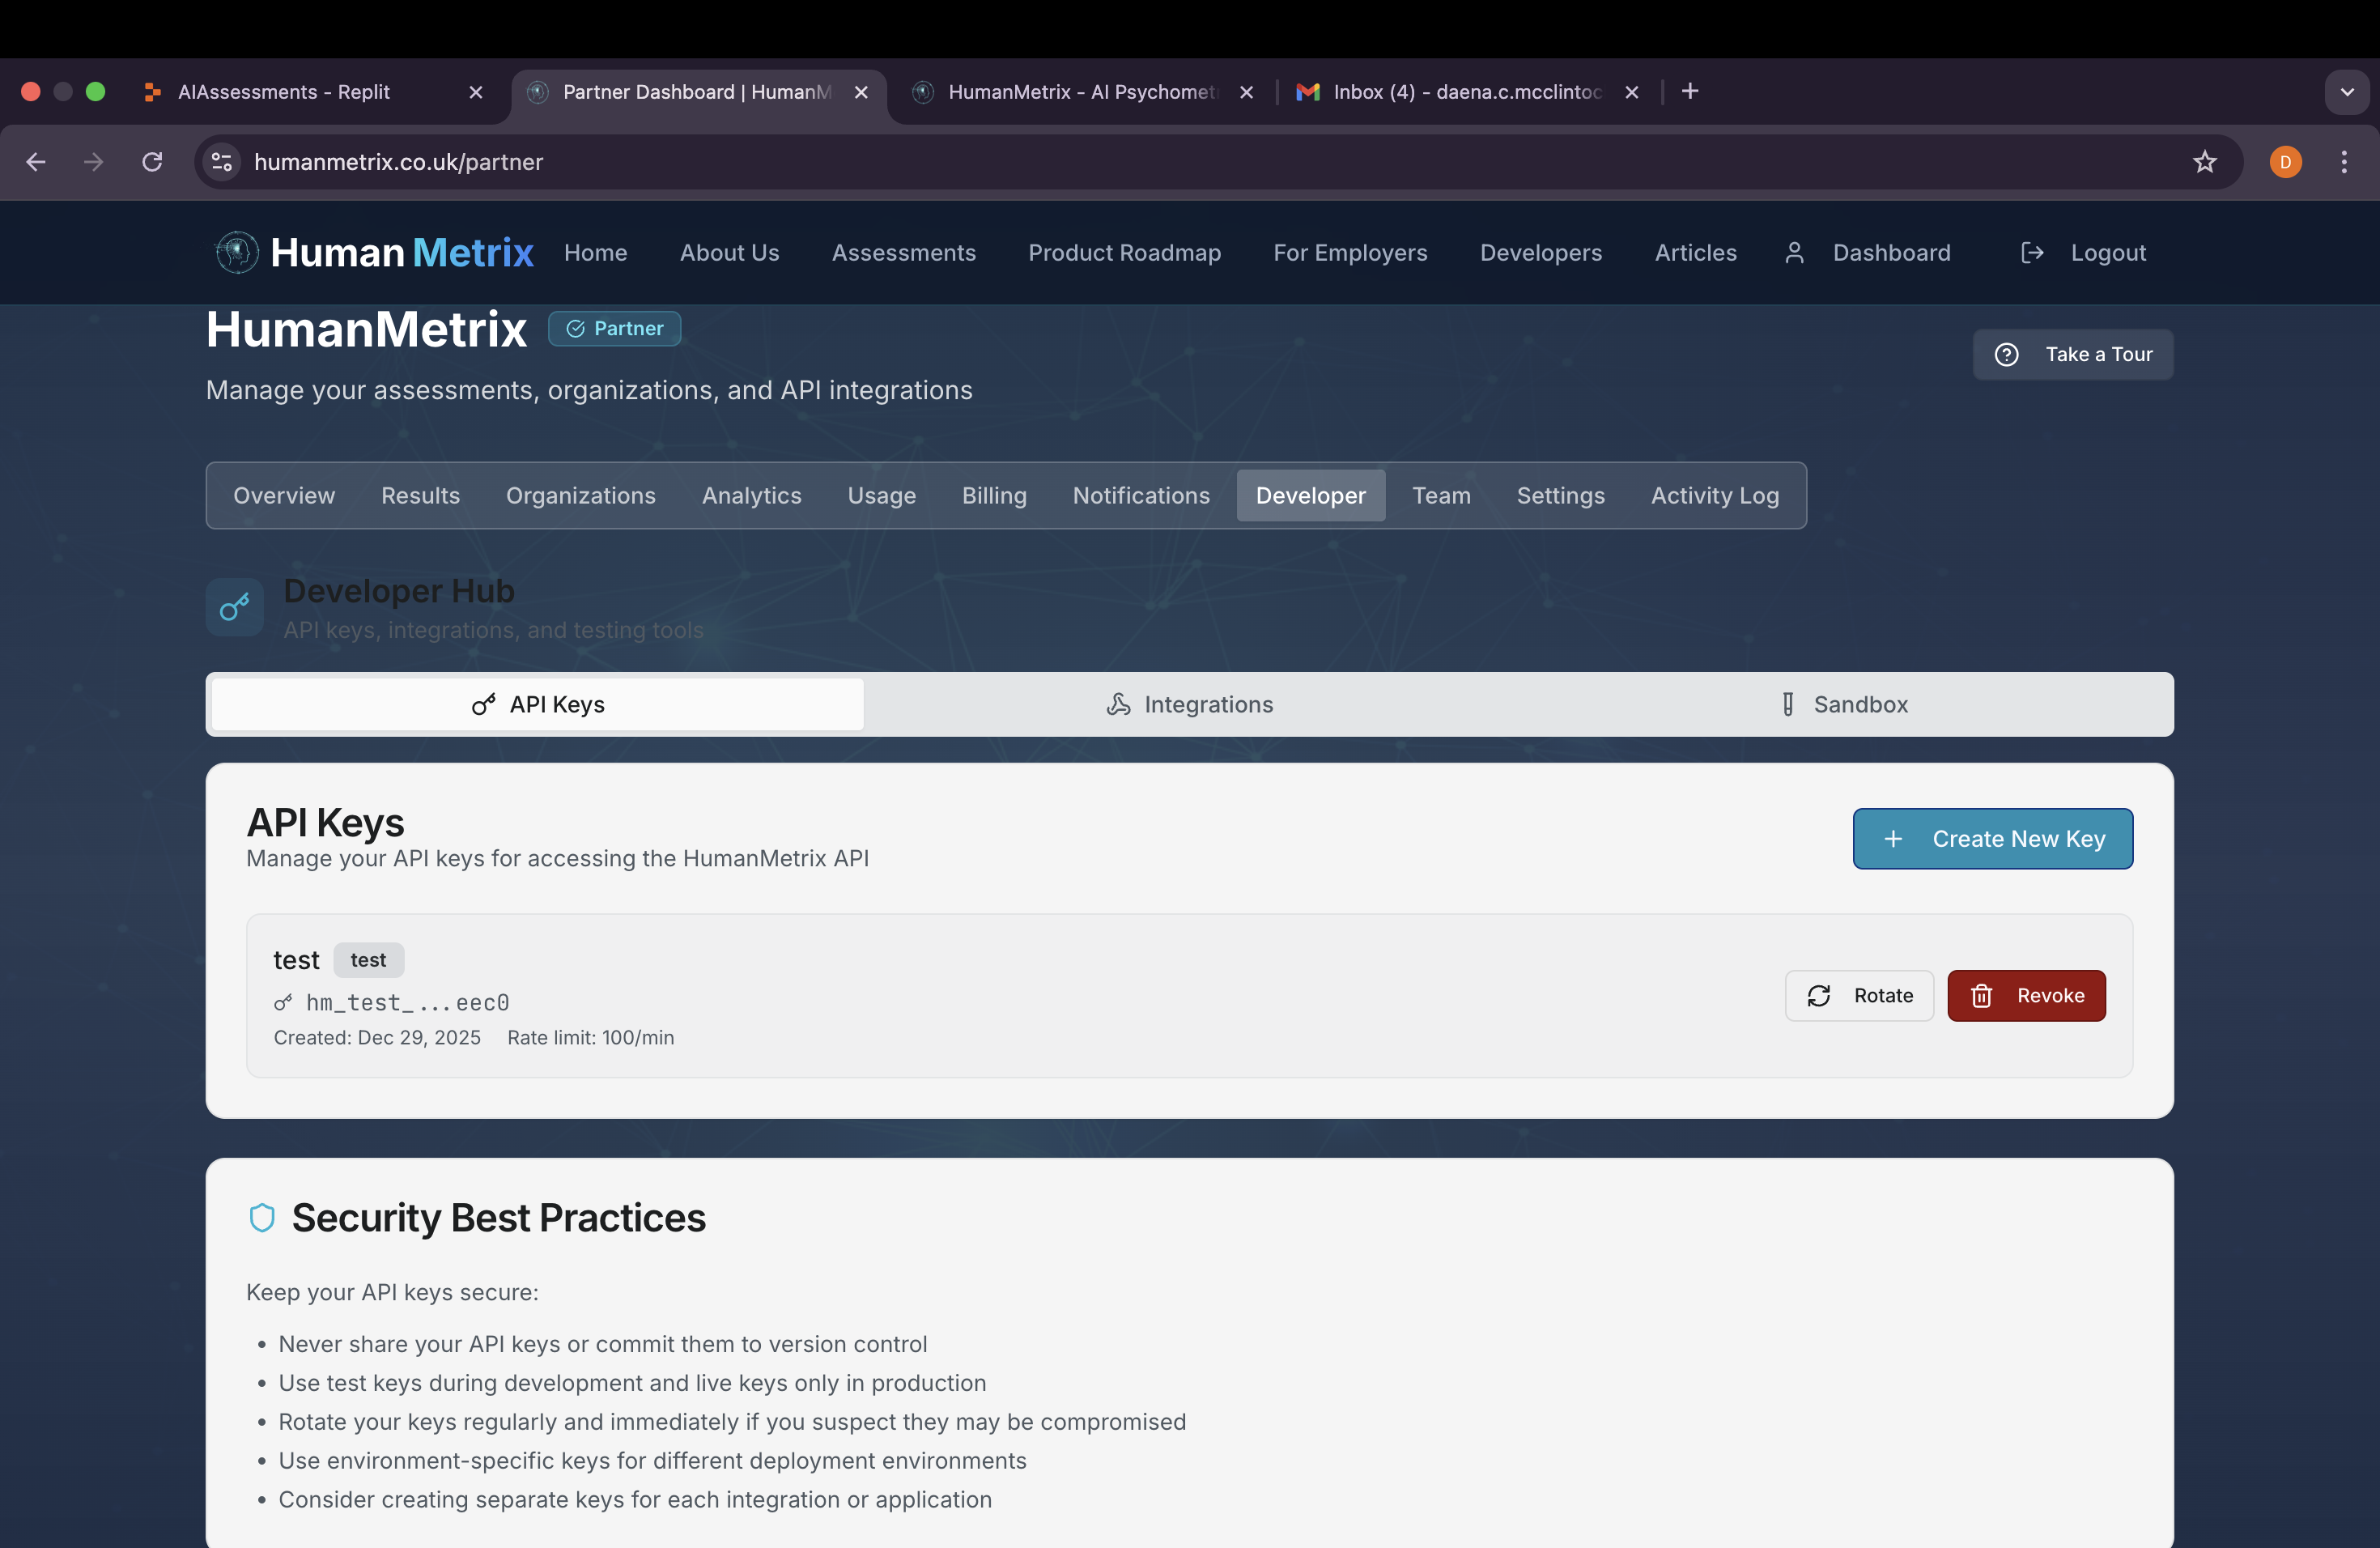 AIAssessments - Replit
Partner Dashboard | HumanM
HumanMetrix - AI Psychomet
Inbox (4) - daena.c.mcclintoc
humanmetrix.co.uk/partner
D
HumanMetrix
Home
About Us
Assessments
Product Roadmap
For Employers
Developers
Articles
Dashboard
Logout
HumanMetrix
Partner
Take a Tour
Manage your assessments, organizations, and API integrations
Overview
Results
Organizations
Analytics
Usage
Billing
Notifications
Developer
Team
Settings
Activity Log
Developer Hub
API keys, integrations, and testing tools
API Keys
Integrations
Sandbox
API Keys
Manage your API keys for accessing the HumanMetrix API
Create New Key
test
test
hm_test_...eec0
Created: Dec 29, 2025
Rate limit: 100/min
Rotate
Revoke
Security Best Practices
Keep your API keys secure:
• Never share your API keys or commit them to version control
• Use test keys during development and live keys only in production
• Rotate your keys regularly and immediately if you suspect they may be compromised
• Use environment-specific keys for different deployment environments
• Consider creating separate keys for each integration or application